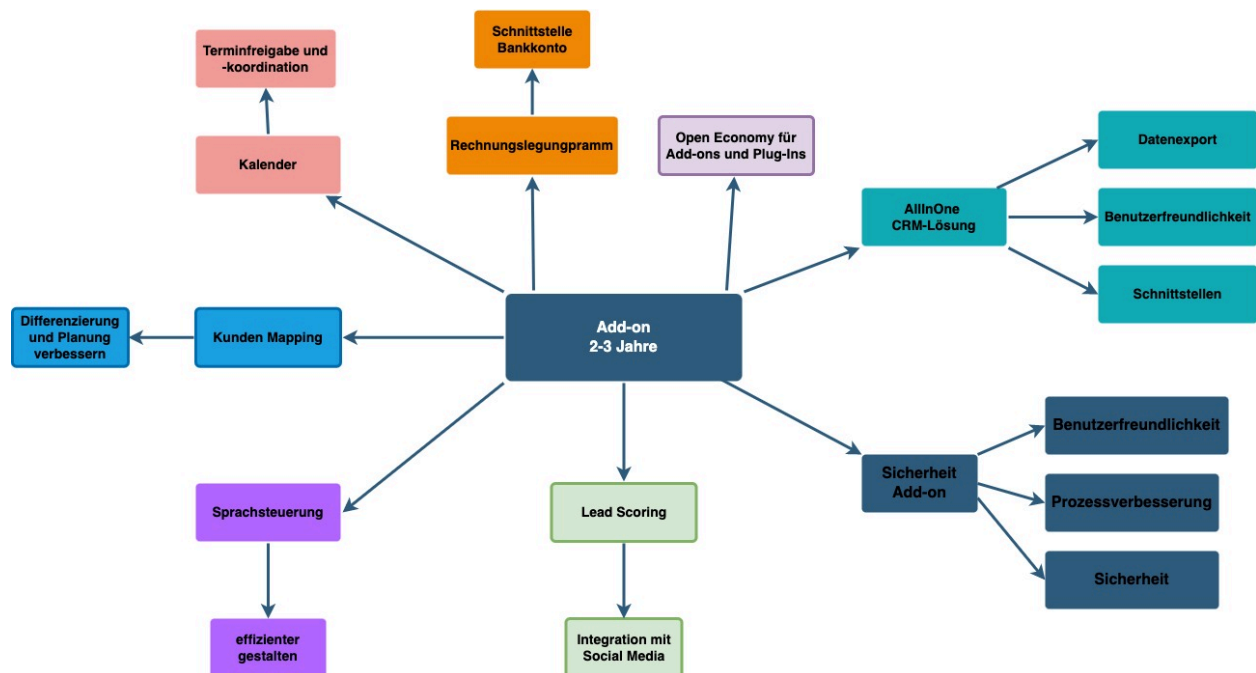 Schnittstelle
Bankkonto
Terminfreigabe und
-koordination
Rechnungslegungpramm
Open Economy für
Add-ons und Plug-Ins
Kalender
Datenexport
AllInOne
CRM-Lösung
Benutzerfreundlichkeit
Schnittstellen
Add-on
2-3 Jahre
Differenzierung
und Planung
verbessern
Kunden Mapping
Benutzerfreundlichkeit
Sicherheit
Add-on
Prozessverbesserung
Sicherheit
Sprachsteuerung
Lead Scoring
effizienter
gestalten
Integration mit
Social Media